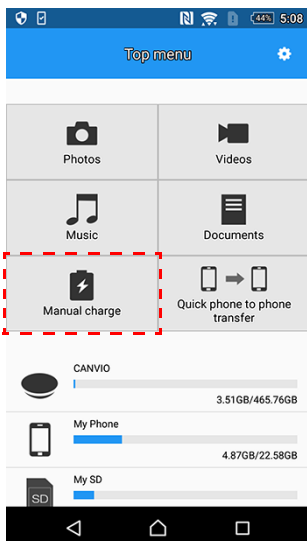 44% 5:08
Top menu
Photos
Videos
Music
Documents
Manual charge
Quick phone to phone
transfer
CANVIO
3.51GB/465.76GB
My Phone
4.87GB/22.58GB
My SD
SD